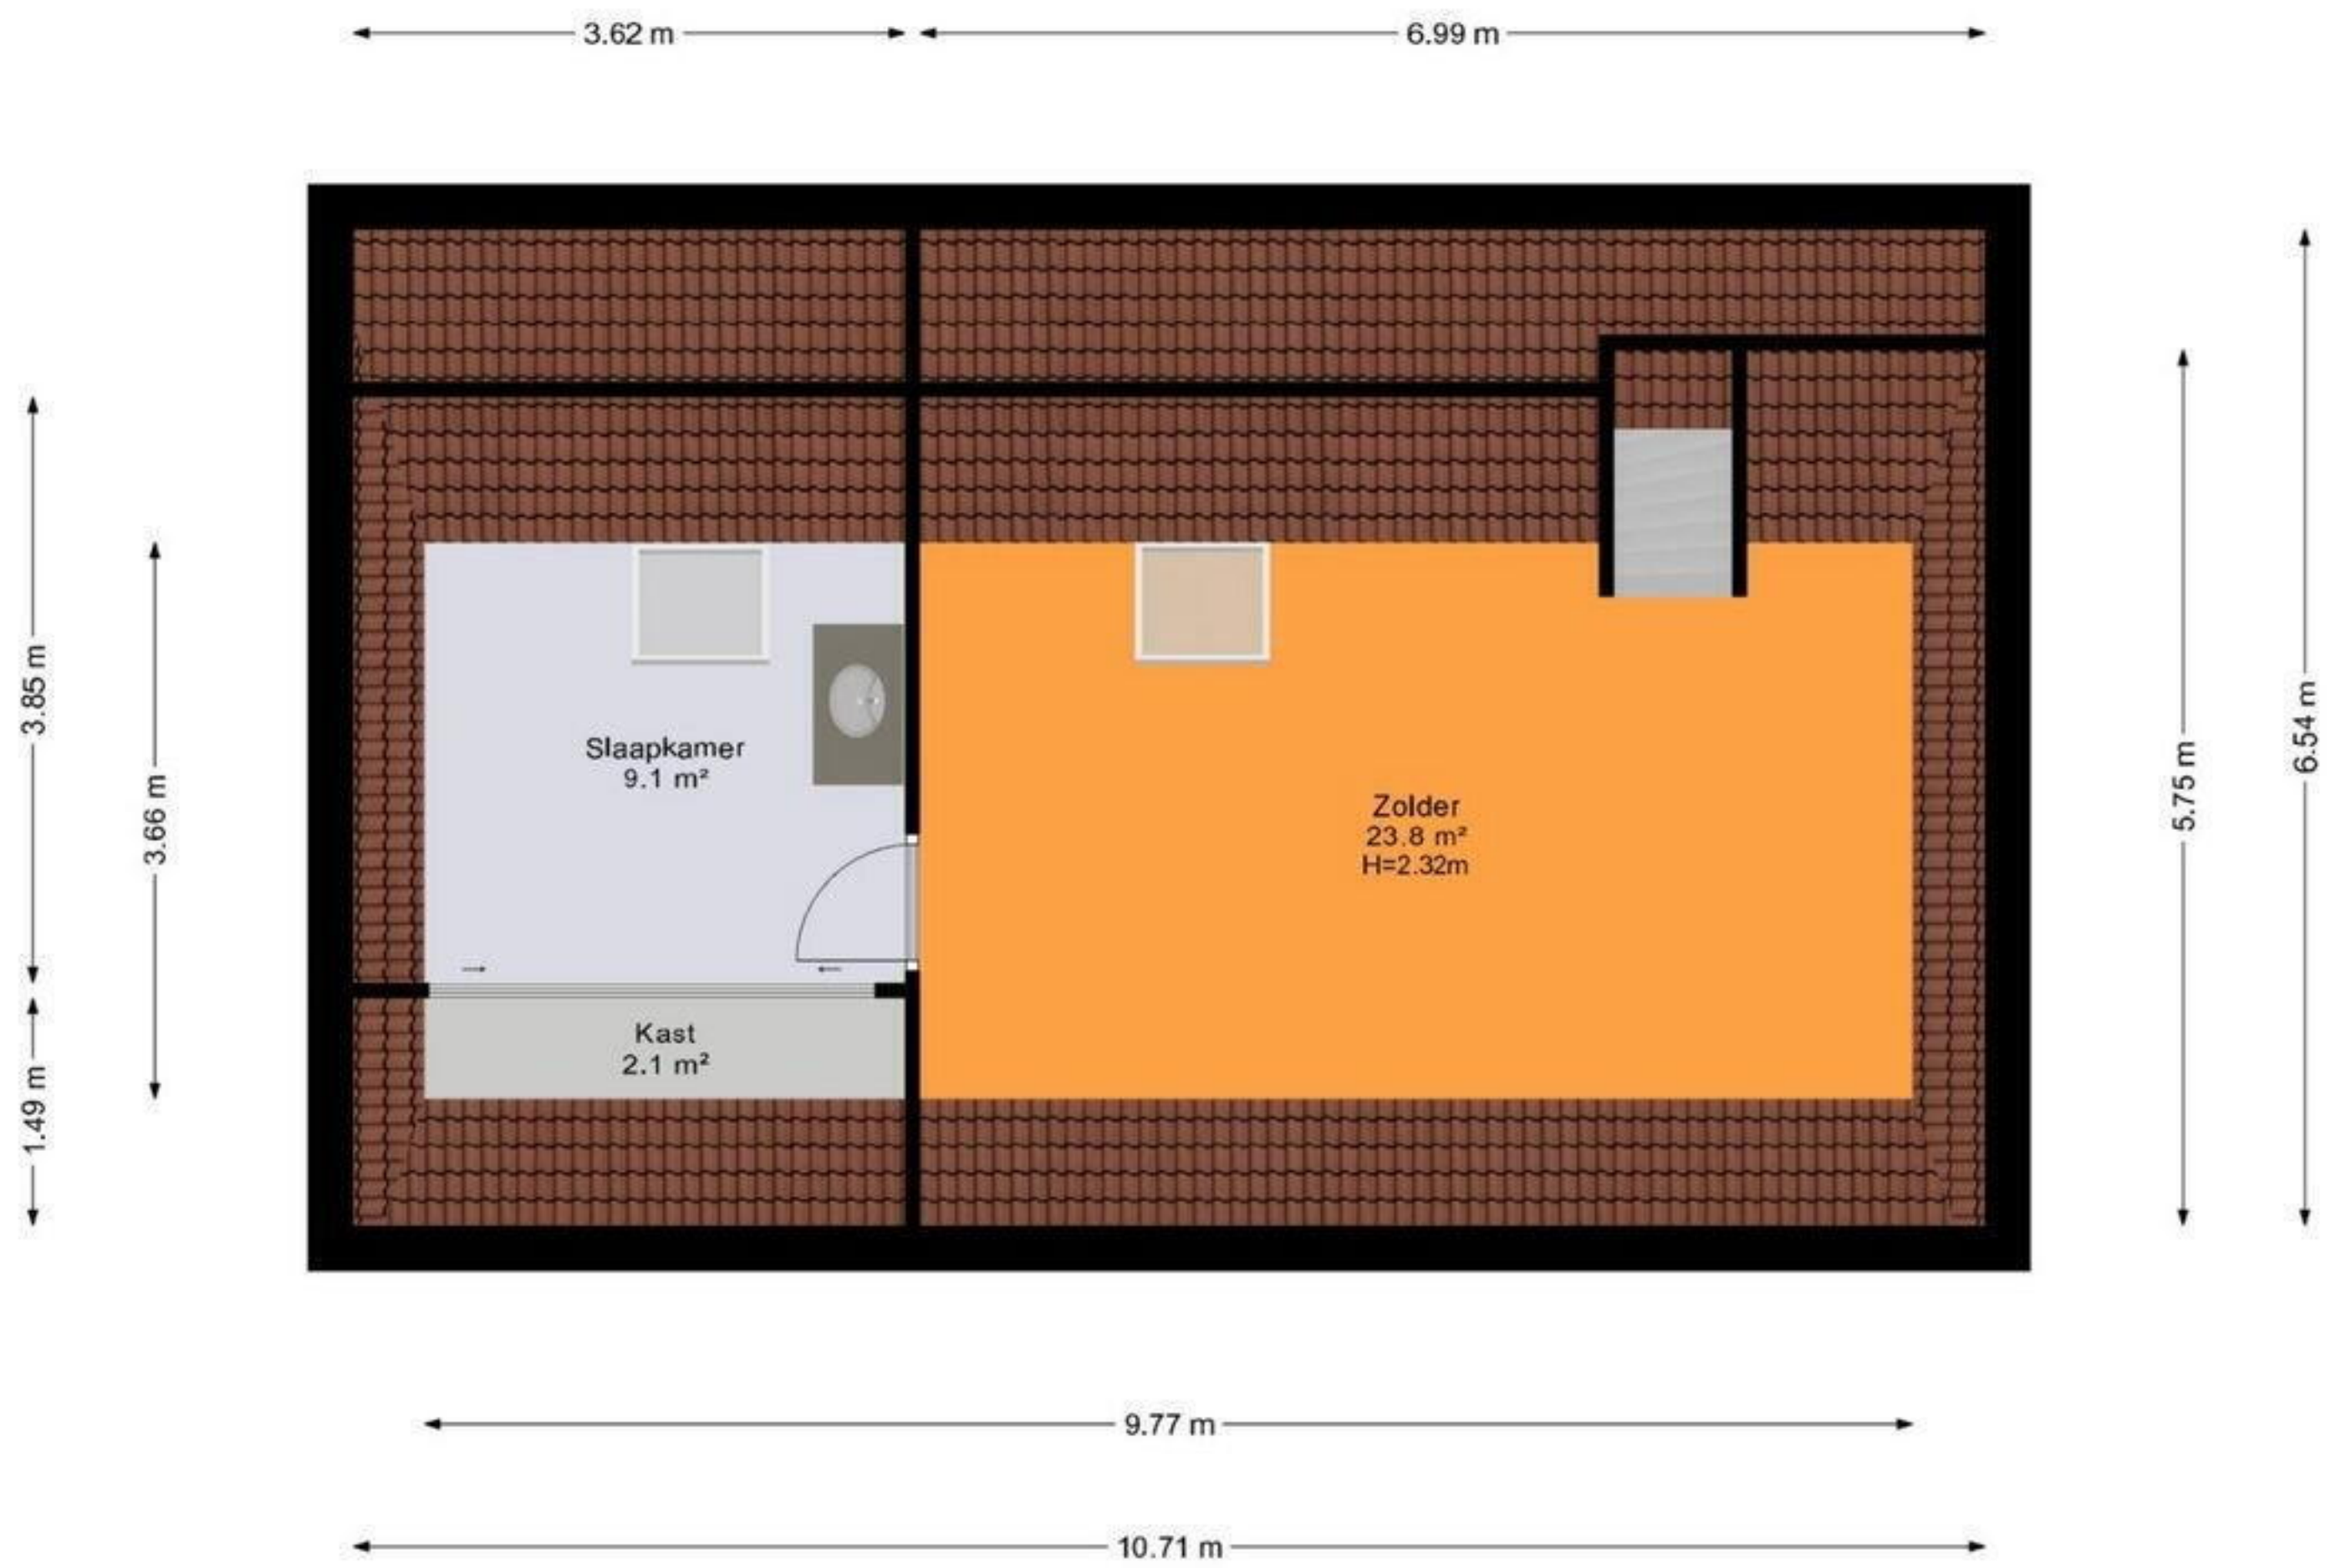 3.62 m
6.99 m
3.85 m
3.66 m
1.49 m
Slaapkamer
9.1 m²
Kast
2.1 m²
Zolder
23.8 m²
H=2.32m
5.75 m
6.54 m
9.77 m
10.71 m